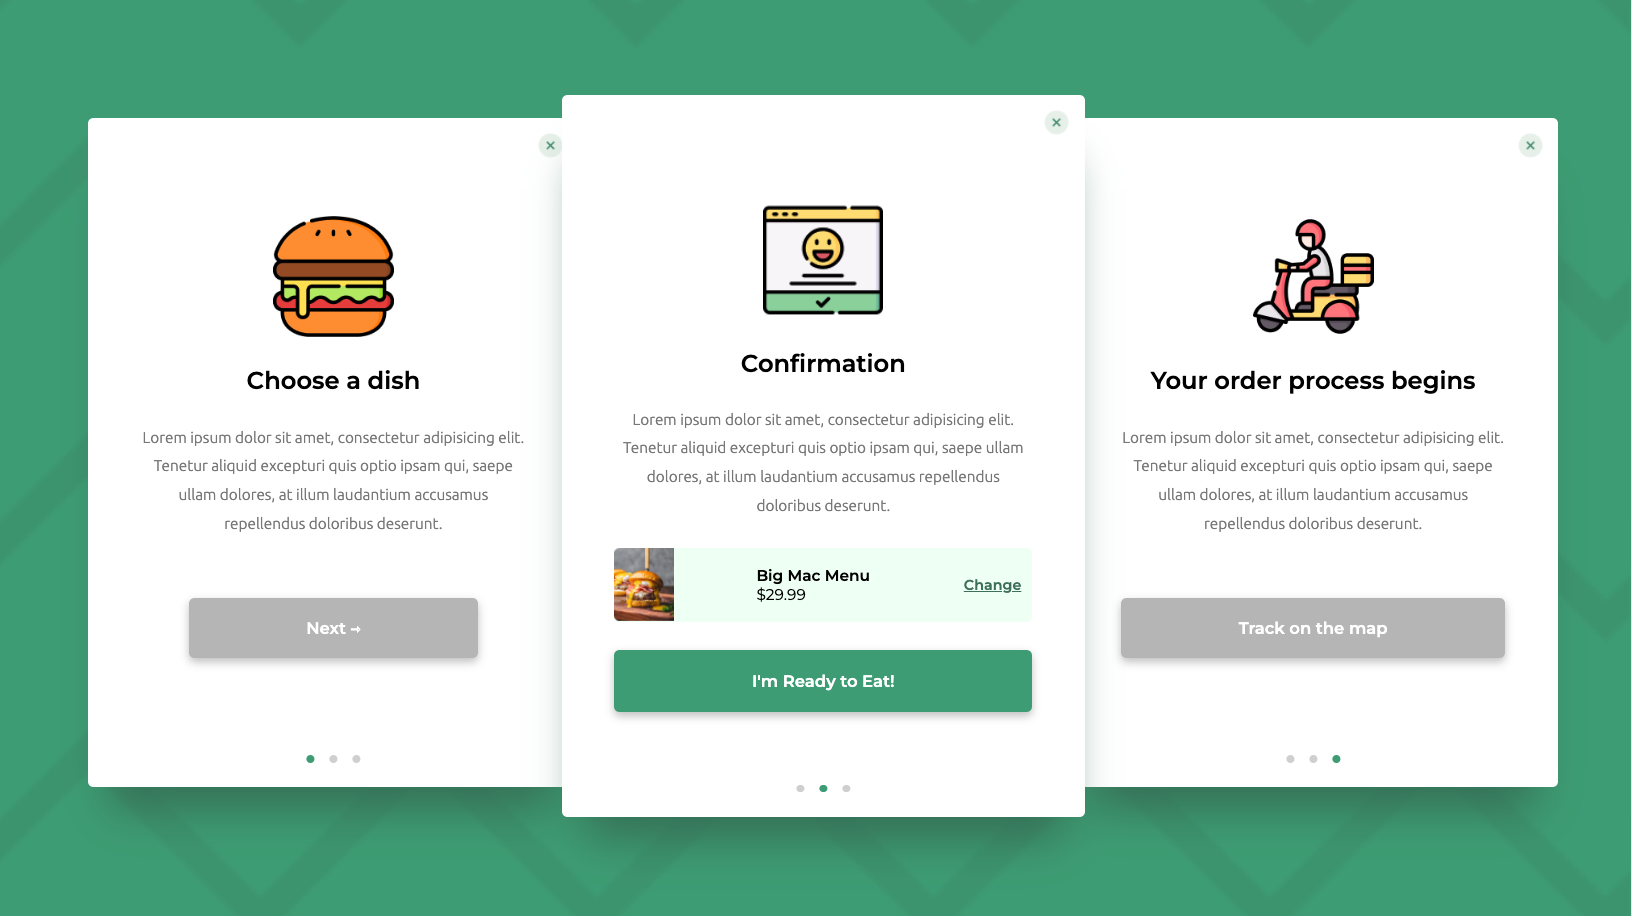 Choose a dish
Lorem ipsum dolor sit amet, consectetur adipisicing elit.
Tenetur aliquid excepturi quis optio ipsam qui, saepe
ullam dolores, at illum laudantium accusamus
repellendus doloribus deserunt.
Next →
Confirmation
Lorem ipsum dolor sit amet, consectetur adipisicing elit.
Tenetur aliquid excepturi quis optio ipsam qui, saepe ullam
dolores, at illum laudantium accusamus repellendus
doloribus deserunt.
Big Mac Menu
$29.99
Change
I'm Ready to Eat!
Your order process begins
Lorem ipsum dolor sit amet, consectetur adipisicing elit.
Tenetur aliquid excepturi quis optio ipsam qui, saepe
ullam dolores, at illum laudantium accusamus
repellendus doloribus deserunt.
Track on the map